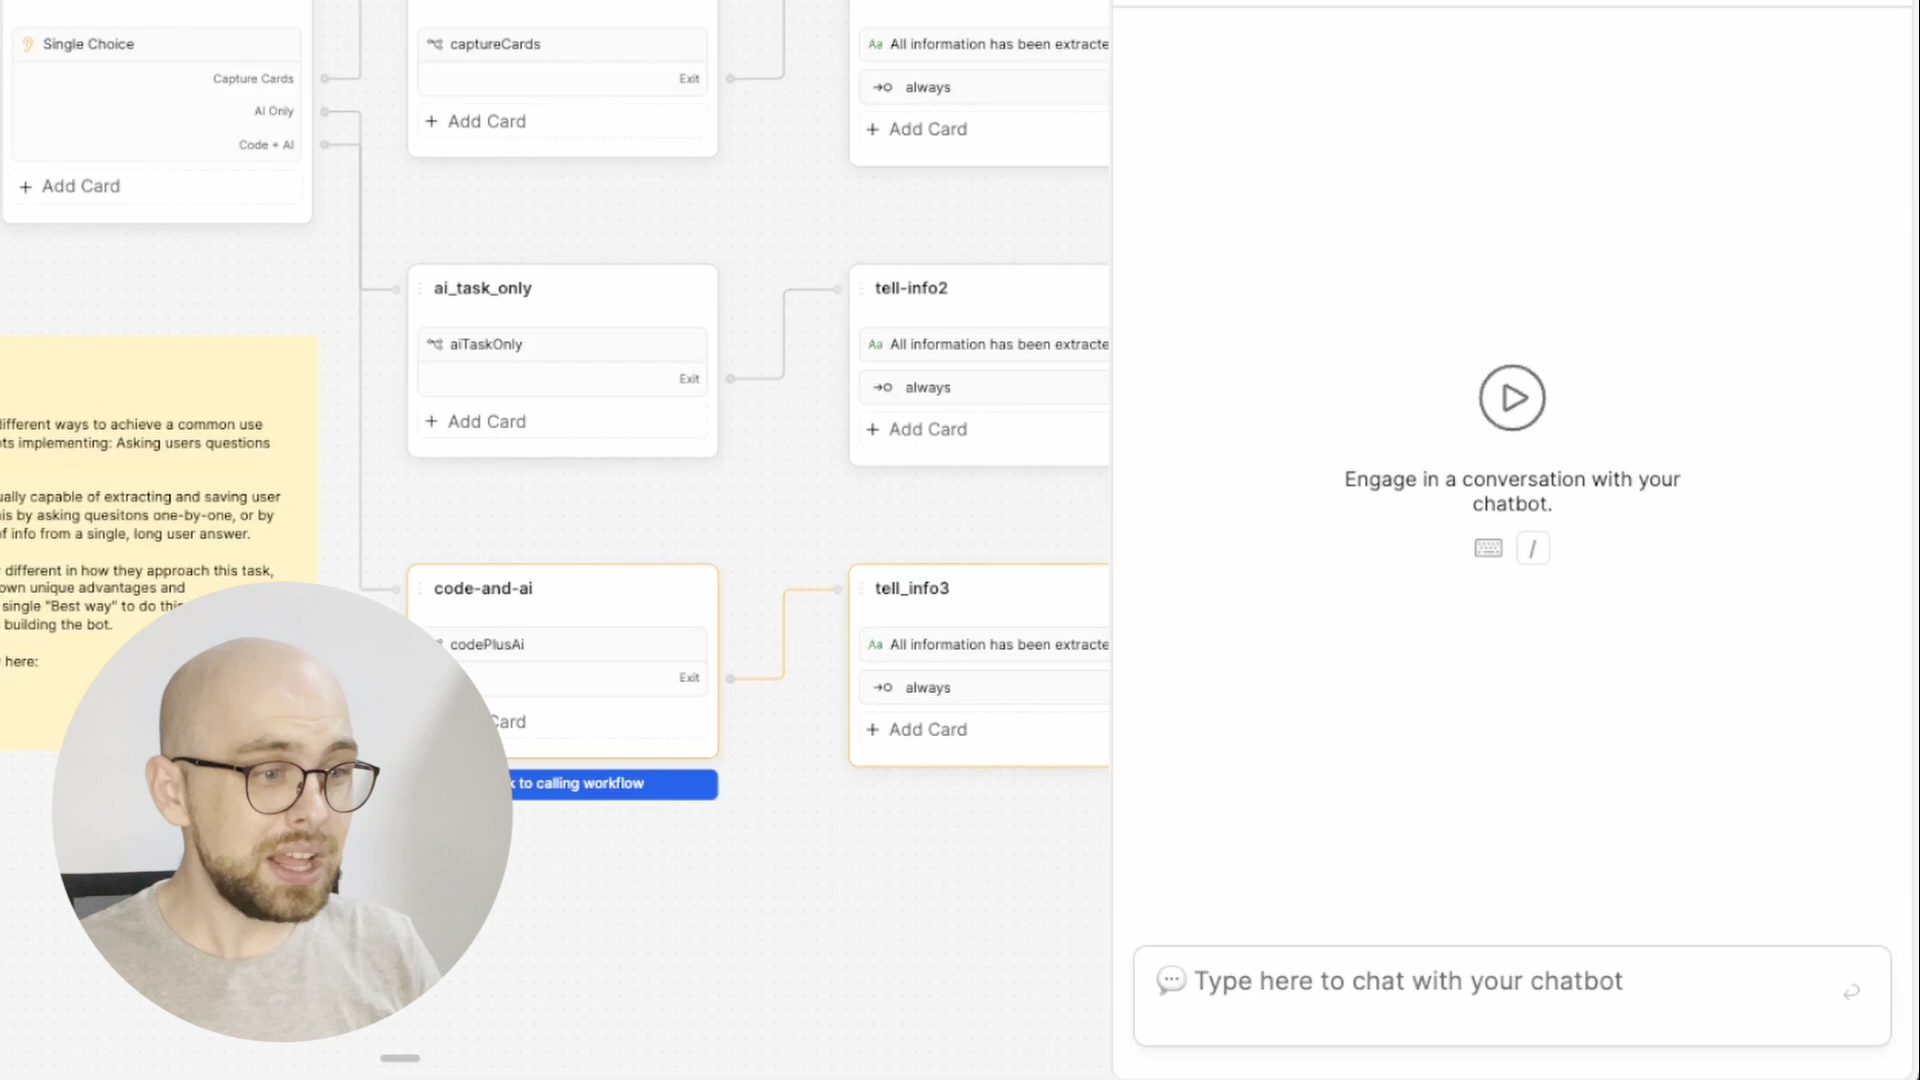 Single Choice
Capture Cards
AI Only
Code + AI
+ Add Card
captureCards
Exit
+ Add Card
Aa All information has been extracte
always
+ Add Card
ai_task_only
aiTaskOnly
Exit
+ Add Card
tell-info2
Aa All information has been extracte
always
+ Add Card
ifferent ways to achieve a common use
ts implementing: Asking users questions
ually capable of extracting and saving user
is by asking quesitons one-by-one, or by
f info from a single, long user answer.
different in how they approach this task,
own unique advantages and
single "Best way" to do this
building the bot.
here:
code-and-ai
codePlusAi
Exit
Card
k to calling workflow
tell_info3
Aa All information has been extracte
always
+ Add Card
Engage in a conversation with your
chatbot.
/
Type here to chat with your chatbot